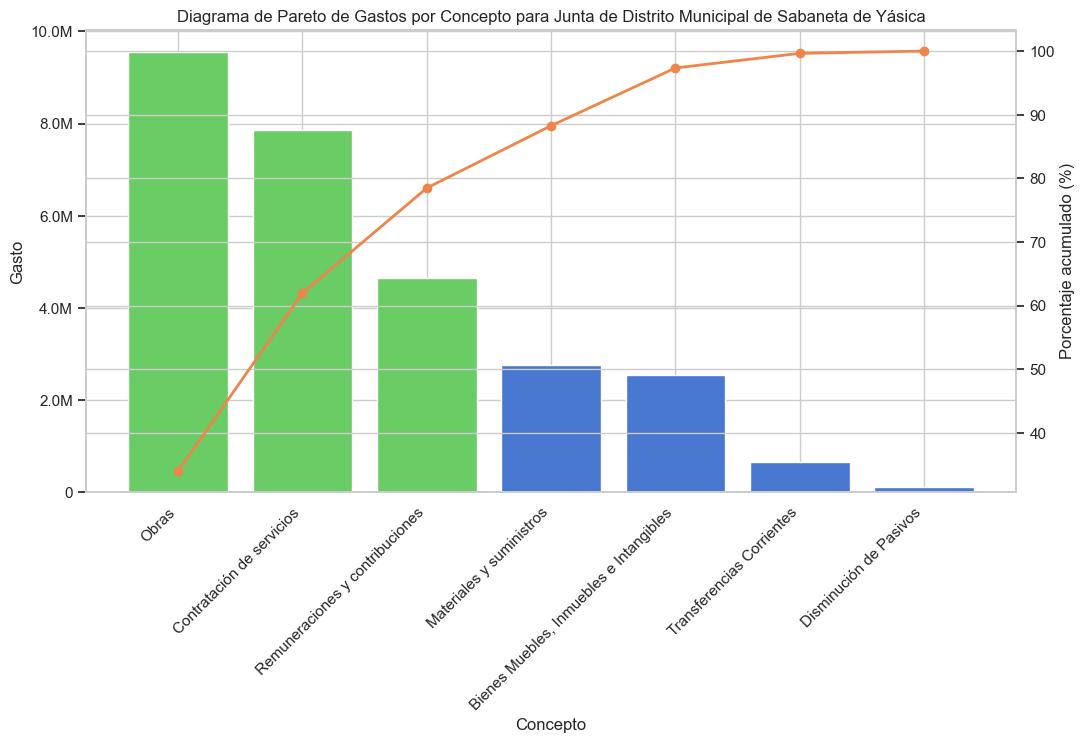 Diagrama de Pareto de Gastos por Concepto para Junta de Distrito Municipal de Sabaneta de Yásica
10.0M
8.0M
6.0M
4.0M
2.0M
0
Gasto
100
90
80
70
60
50
40
Porcentaje acumulado (%)
Obras
Contratación de servicios
Remuneraciones y contribuciones
Materiales y suministros
Bienes Muebles, Inmuebles e Intangibles
Transferencias Corrientes
Disminución de Pasivos
Concepto